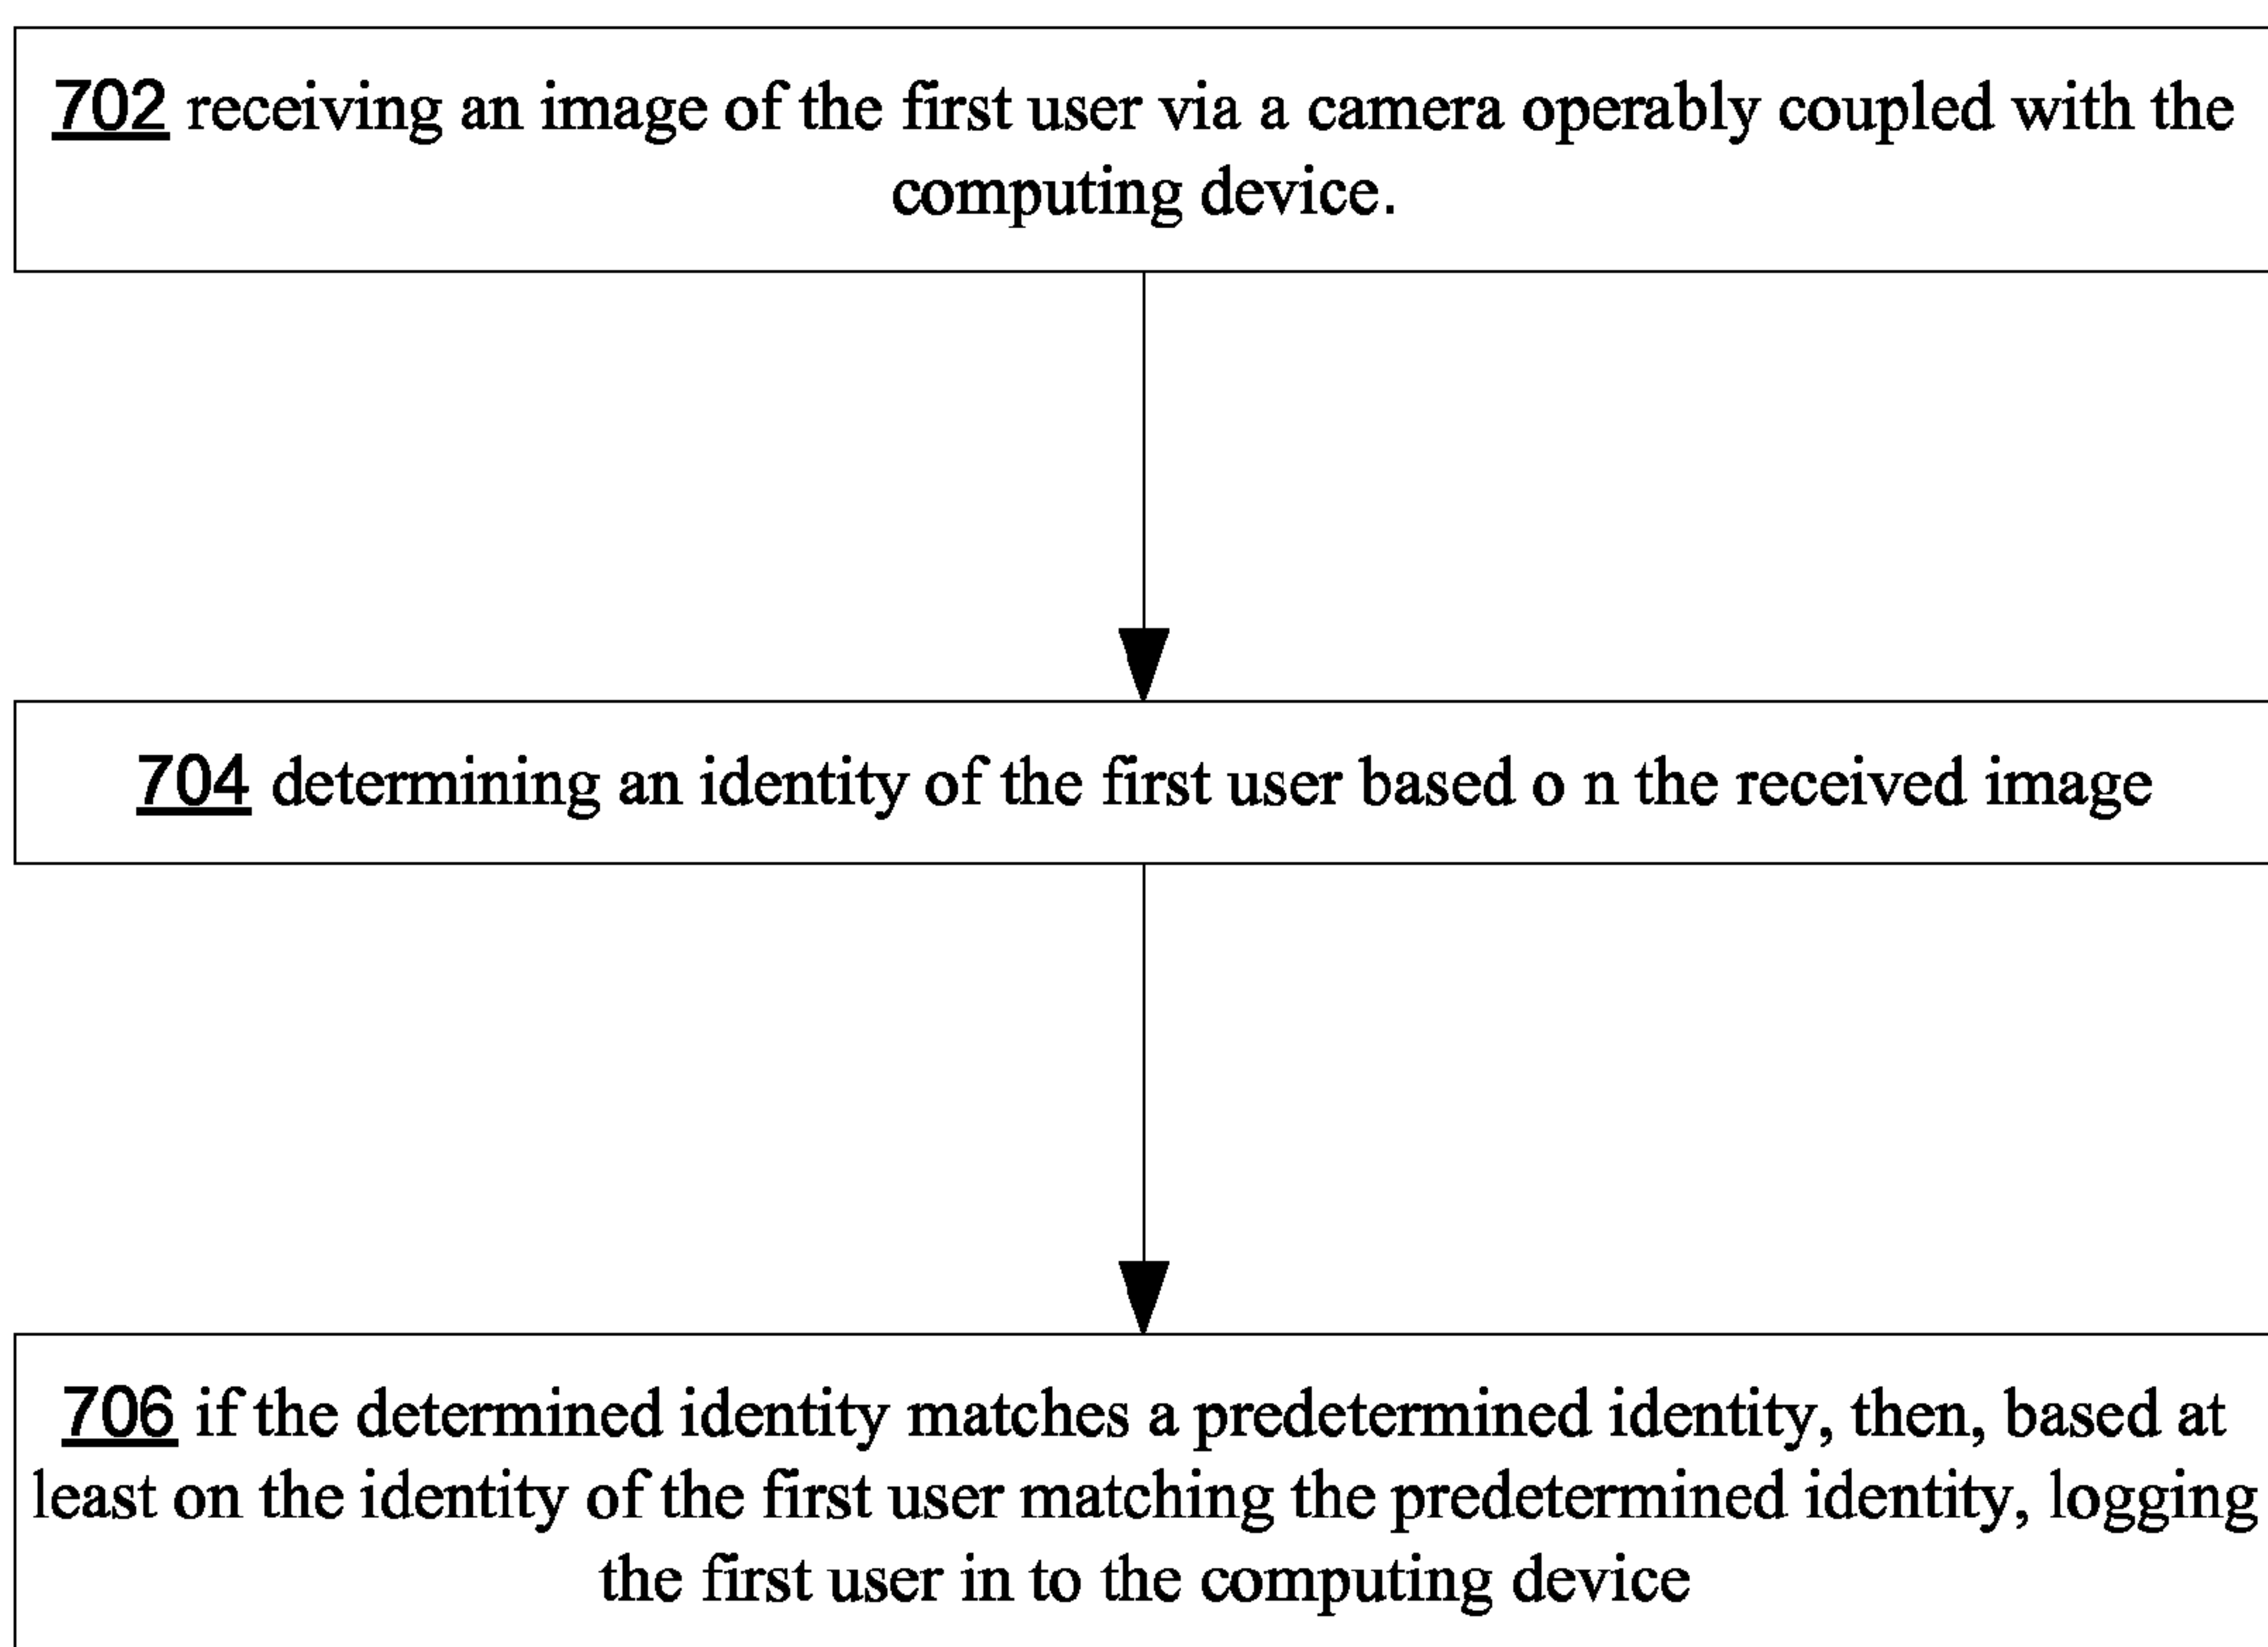 702 receiving an image of the first user via a camera operably coupled with the
computing device.
704 determining an identity of the first user based o n the received image
706 if the determined identity matches a predetermined identity, then, based at
least on the identity of the first user matching the predetermined identity, logging
the first user in to the computing device